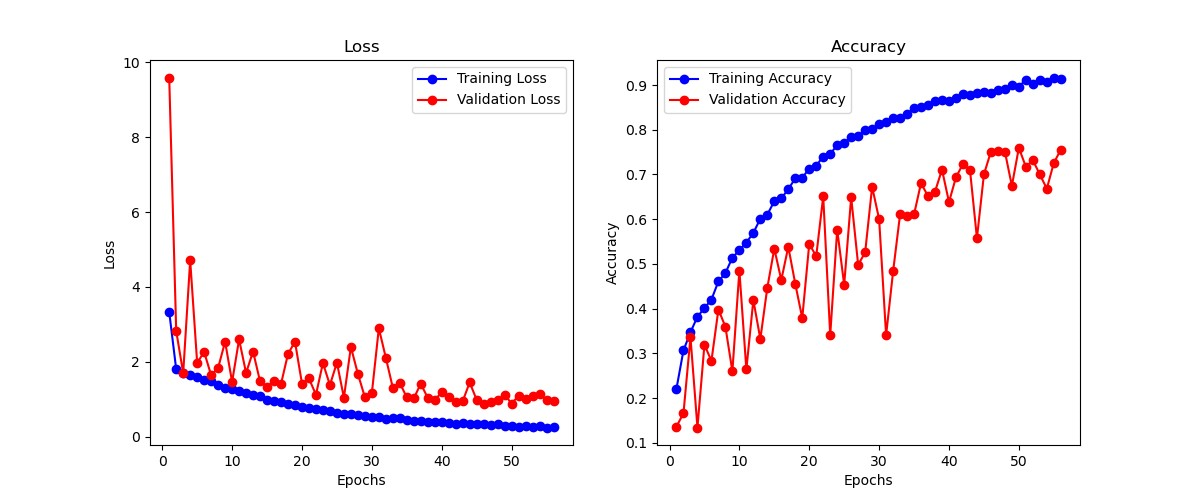 Loss
Training Loss
Validation Loss
10
8
6
4
2
0
Loss
0 10 20 30 40 50
Epochs
Accuracy
Training Accuracy
Validation Accuracy
0.9
0.8
0.7
0.6
0.5
0.4
0.3
0.2
0.1
Accuracy
0 10 20 30 40 50
Epochs